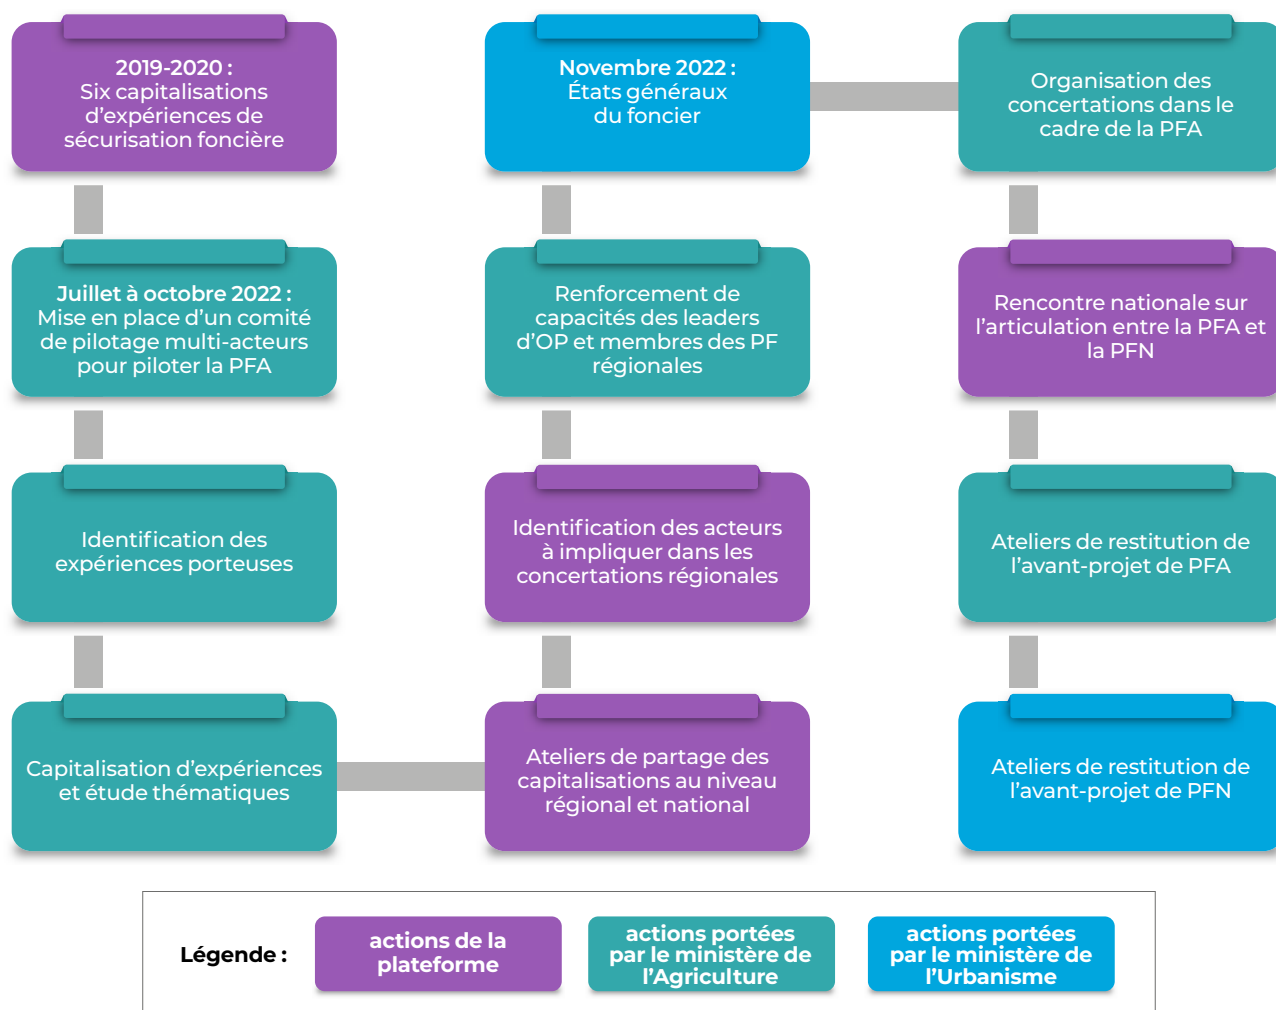 2019-2020 :
Six capitalisations
d’expériences de
sécurisation foncière
Juillet à octobre 2022 :
Mise en place d’un comité
de pilotage multi-acteurs
pour piloter la PFA
Identification des
expériences porteuses
Capitalisation d’expériences
et étude thématiques
Ateliers de partage des
capitalisations au niveau
régional et national
Identification des acteurs
à impliquer dans les
concertations régionales
Renforcement de
capacités des leaders
d’OP et membres des PF
régionales
Novembre 2022 :
États généraux
du foncier
Organisation des
concertations dans le
cadre de la PFA
Rencontre nationale sur
l’articulation entre la PFA et
la PFN
Ateliers de restitution de
l’avant-projet de PFA
Ateliers de restitution de
l’avant-projet de PFN
Légende :
actions de la
plateforme
actions portées
par le ministère de
l’Agriculture
actions portées
par le ministère de
l’Urbanisme